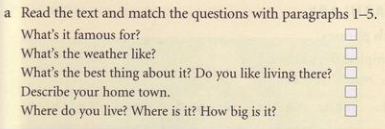 a Read the text and match the questions with paragraphs 1–5.
What's it famous for?
What's the weather like?
What's the best thing about it? Do you like living there?
Describe your home town.
Where do you live? Where is it? How big is it?